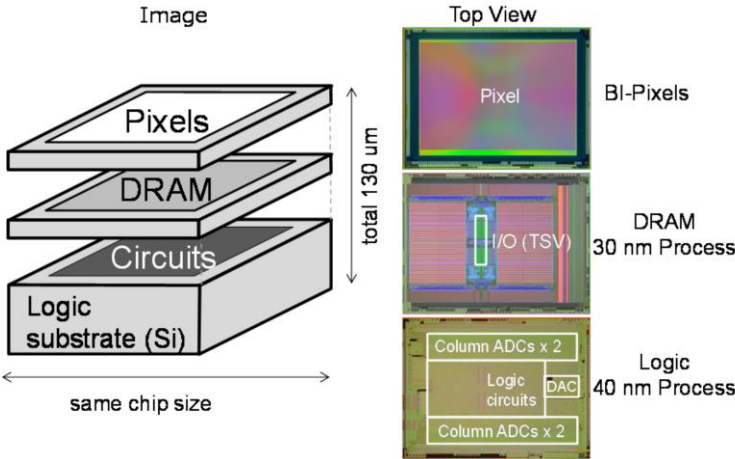 Image
Pixels
DRAM
Circuits
Logic
substrate (Si)
total 130 um
same chip size
Top View
Pixel
BI-Pixels
I/O (TSV)
DRAM
30 nm Process
Column ADCs x 2
Logic
circuits
DAC
Column ADCs x 2
Logic
40 nm Process